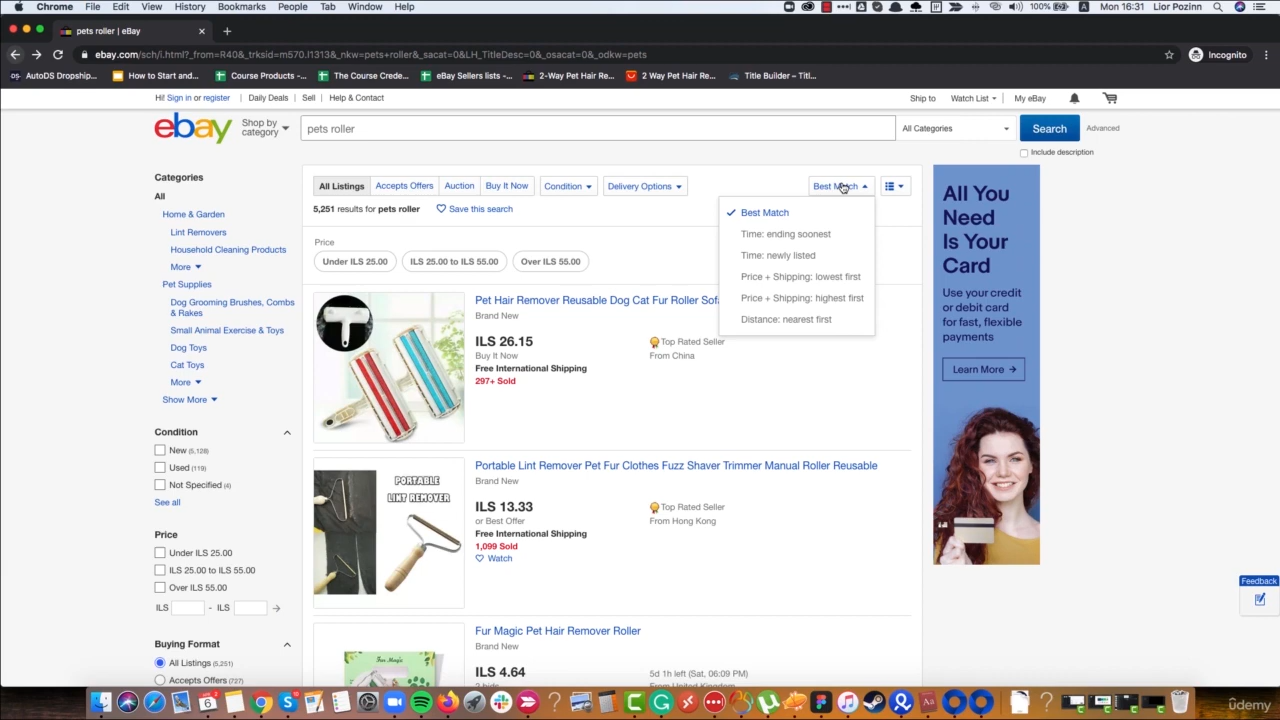 Chrome File Edit View History Bookmarks People Tab Window Help
100% Mon 16:31 Lior Pozinn
pets roller | eBay
ebay.com/sch/i.html?_from=R40&_trksid=m570.l1313&_nkw=pets+roller&_sacat=0&LH_TitleDesc=0&_osacat=0&_odkw=pets
Incognito
AutoDS Dropship...
How to Start and...
Course Productio...
The Course Crede...
eBay Sellers lists -...
2-Way Pet Hair Re...
2 Way Pet Hair Re...
Title Builder – Titl...
Hi! Sign in or register
Daily Deals
Sell
Help & Contact
Ship to
Watch List
My eBay
ebay
Shop by
category
pets roller
All Categories
Search
Advanced
Include description
Categories
All
Home & Garden
Lint Removers
Household Cleaning Products
More
Pet Supplies
Dog Grooming Brushes, Combs
& Rakes
Small Animal Exercise & Toys
Dog Toys
Cat Toys
More
Show More
Condition
New (5,128)
Used (119)
Not Specified (4)
See all
Price
Under ILS 25.00
ILS 25.00 to ILS 55.00
Over ILS 55.00
ILS - ILS
Buying Format
All Listings (5,251)
Accepts Offers (727)
All Listings
Accepts Offers
Auction
Buy It Now
Condition
Delivery Options
Best Match
5,251 results for pets roller
Save this search
Best Match
Time: ending soonest
Time: newly listed
Price + Shipping: lowest first
Price + Shipping: highest first
Distance: nearest first
Price
Under ILS 25.00
ILS 25.00 to ILS 55.00
Over ILS 55.00
Pet Hair Remover Reusable Dog Cat Fur Roller Sofa
Brand New
ILS 26.15
Buy It Now
Free International Shipping
297+ Sold
Top Rated Seller
From China
Portable Lint Remover Pet Fur Clothes Fuzz Shaver Trimmer Manual Roller Reusable
Brand New
PORTABLE
LINT REMOVER
ILS 13.33
or Best Offer
Free International Shipping
1,099 Sold
Watch
Top Rated Seller
From Hong Kong
Fur Magic Pet Hair Remover Roller
Brand New
Fur Magic
ILS 4.64
2 bids
5d 1h left (Sat, 06:09 PM)
From United Kingdom
All You
Need
Is Your
Card
Use your credit
or debit card
for fast, flexible
payments
Learn More
Feedback
6
ûdemy